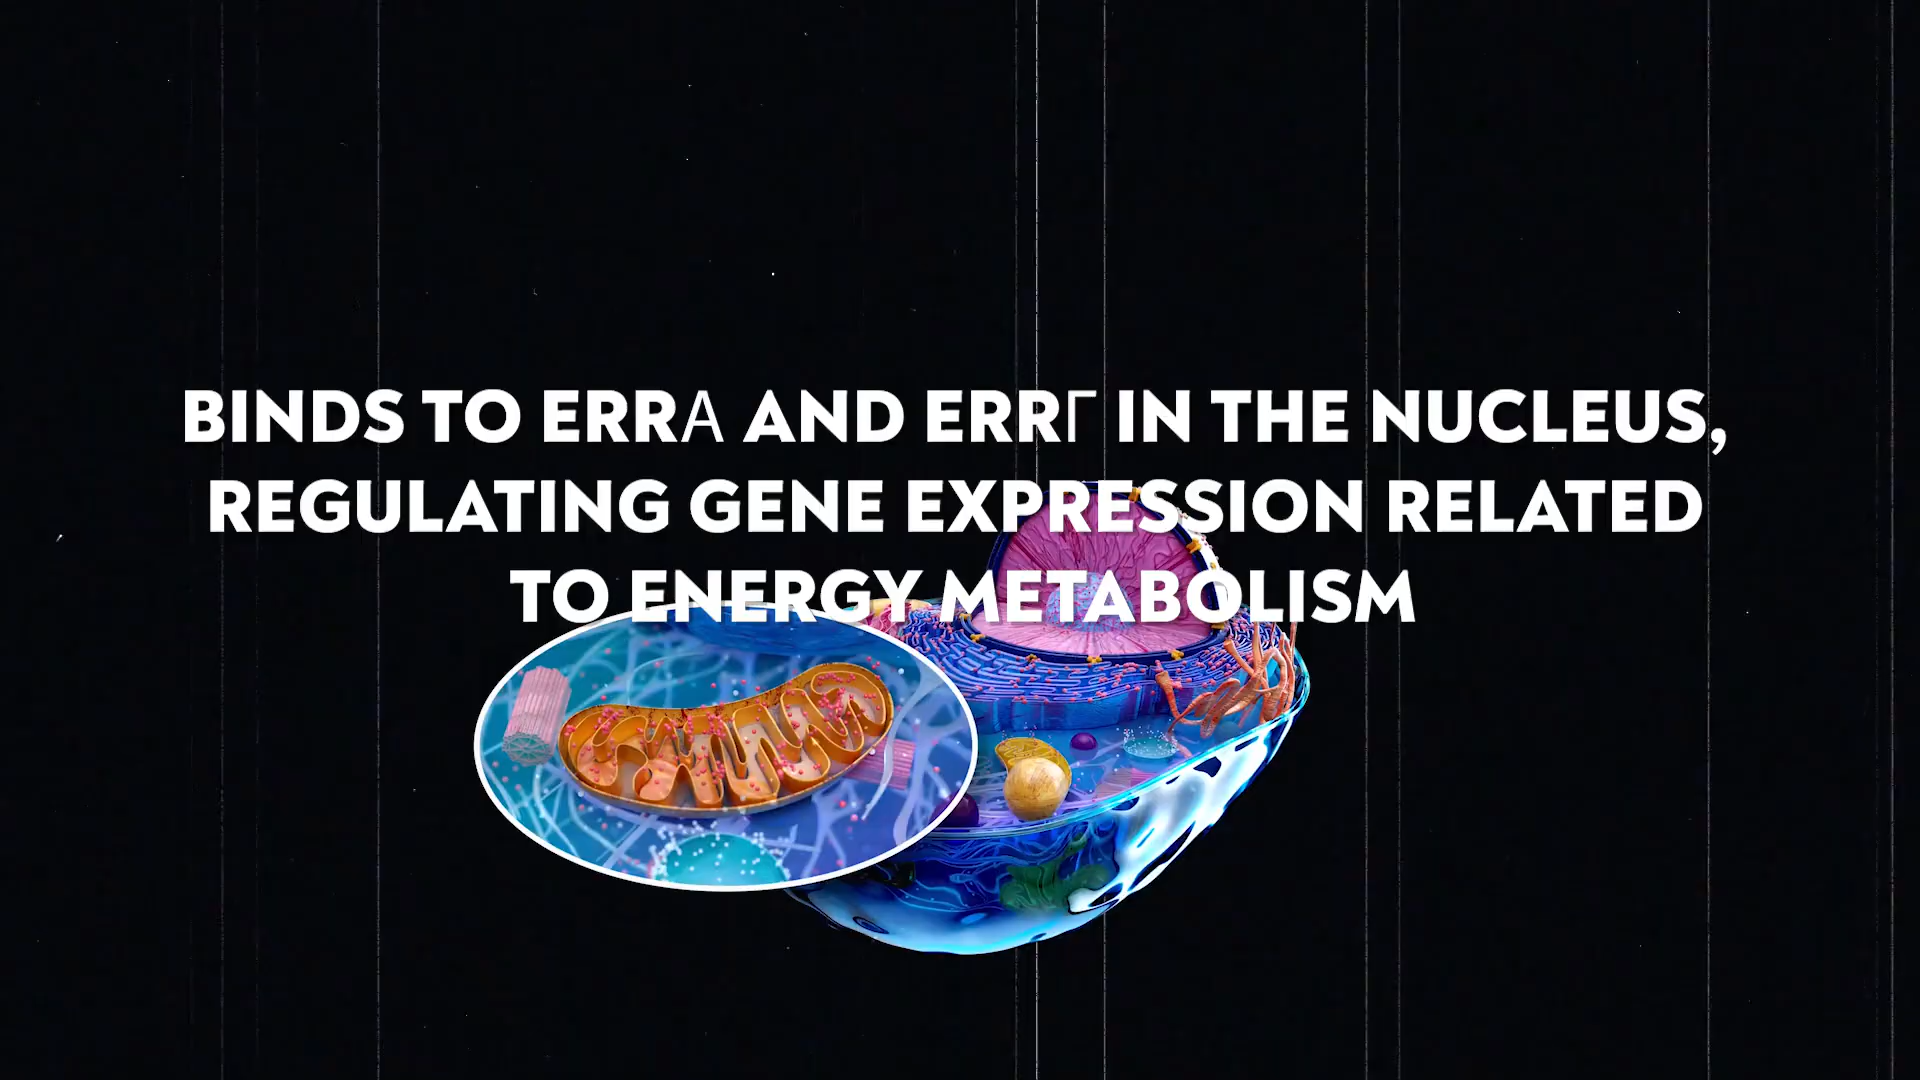 BINDS TO ERRΑ AND ERRΓ IN THE NUCLEUS,
REGULATING GENE EXPRESSION RELATED
TO ENERGY METABOLISM